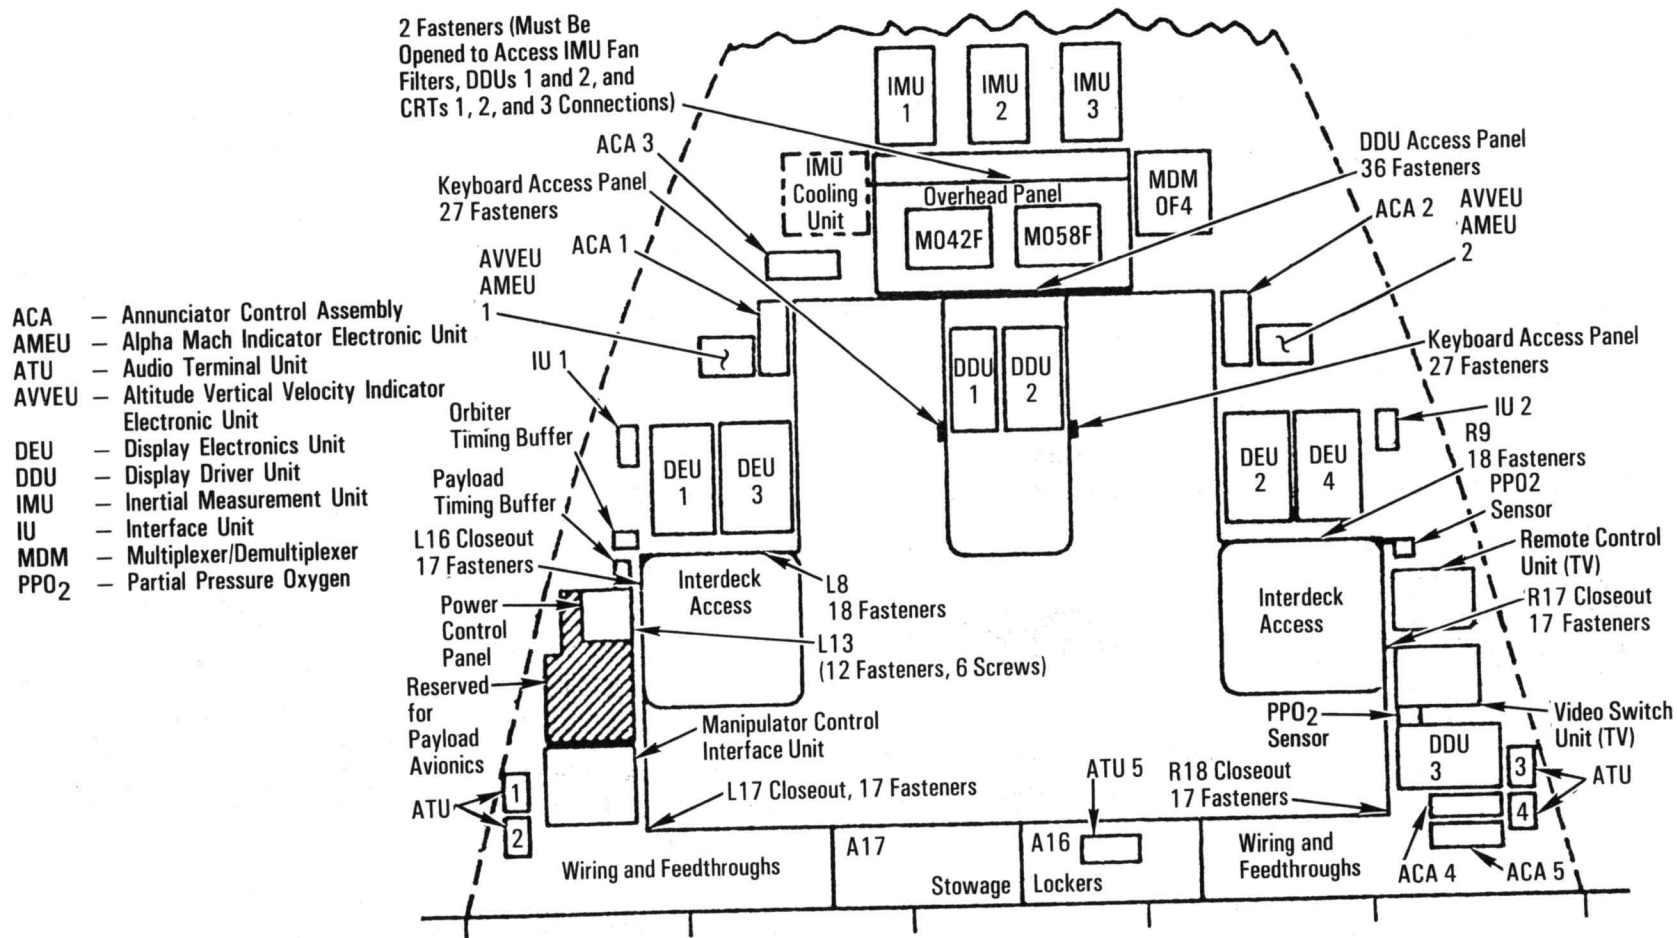 2 Fasteners (Must Be
Opened to Access IMU Fan
Filters, DDUs 1 and 2, and
CRTs 1, 2, and 3 Connections)
ACA 3
Keyboard Access Panel
27 Fasteners
AVVEU
AMEU
1
ACA 1
IMU
1
IMU
2
IMU
3
IMU
Cooling
Unit
Overhead Panel
M042F
M058F
MDM
OF4
DDU Access Panel
36 Fasteners
ACA 2
AVVEU
AMEU
2
ACA – Annunciator Control Assembly
AMEU – Alpha Mach Indicator Electronic Unit
ATU – Audio Terminal Unit
AVVEU – Altitude Vertical Velocity Indicator
Electronic Unit
DEU – Display Electronics Unit
DDU – Display Driver Unit
IMU – Inertial Measurement Unit
IU – Interface Unit
MDM – Multiplexer/Demultiplexer
PPO2 – Partial Pressure Oxygen
IU 1
Orbiter
Timing Buffer
Payload
Timing Buffer
L16 Closeout
17 Fasteners
Power
Control
Panel
Reserved
for
Payload
Avionics
ATU
1
2
DEU
1
DEU
3
DDU
1
DDU
2
DEU
2
DEU
4
Keyboard Access Panel
27 Fasteners
IU 2
R9
18 Fasteners
PPO2
Sensor
Remote Control
Unit (TV)
R17 Closeout
17 Fasteners
Interdeck
Access
L8
18 Fasteners
L13
(12 Fasteners, 6 Screws)
Interdeck
Access
Manipulator Control
Interface Unit
L17 Closeout, 17 Fasteners
PPO2
Sensor
Video Switch
Unit (TV)
DDU
3
ATU 5
R18 Closeout
17 Fasteners
3
4
ATU
Wiring and Feedthroughs
A17
Stowage
A16
Lockers
Wiring and
Feedthroughs
ACA 4
ACA 5